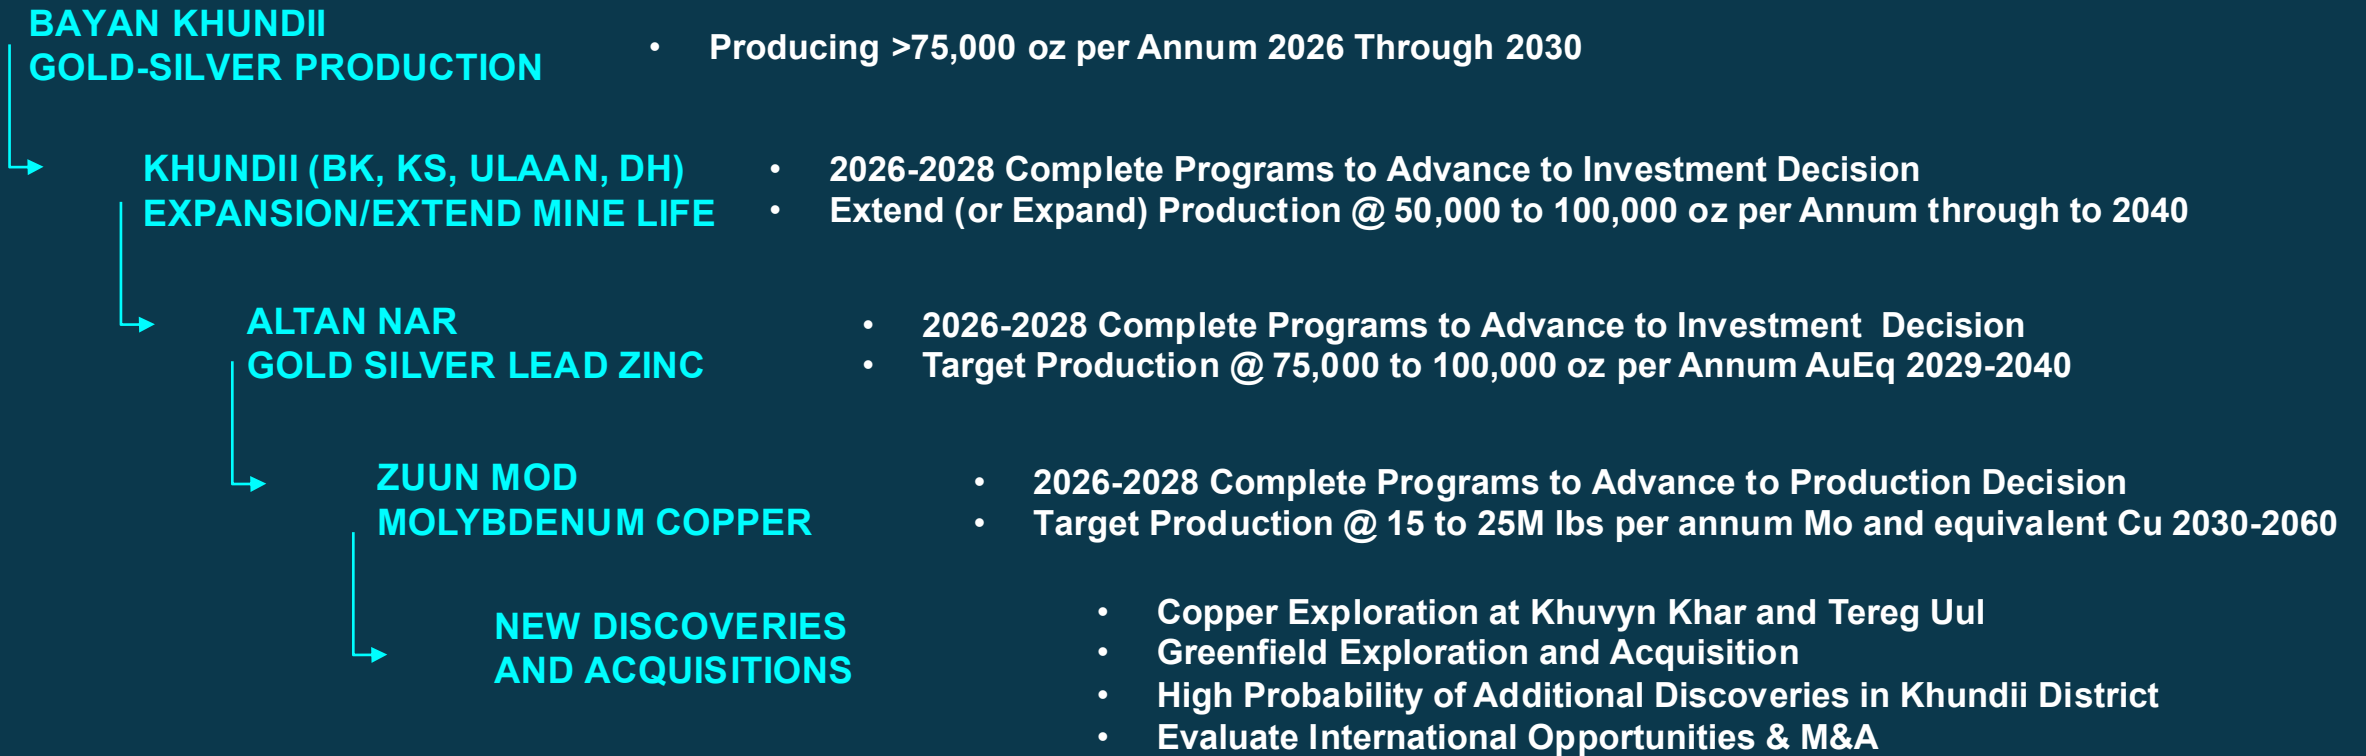 BAYAN KHUNDII
GOLD-SILVER PRODUCTION
• Producing >75,000 oz per Annum 2026 Through 2030
KHUNDII (BK, KS, ULAAN, DH)
EXPANSION/EXTEND MINE LIFE
• 2026-2028 Complete Programs to Advance to Investment Decision
• Extend (or Expand) Production @ 50,000 to 100,000 oz per Annum through to 2040
ALTAN NAR
GOLD SILVER LEAD ZINC
• 2026-2028 Complete Programs to Advance to Investment Decision
• Target Production @ 75,000 to 100,000 oz per Annum AuEq 2029-2040
ZUUN MOD
MOLYBDENUM COPPER
• 2026-2028 Complete Programs to Advance to Production Decision
• Target Production @ 15 to 25M lbs per annum Mo and equivalent Cu 2030-2060
NEW DISCOVERIES
AND ACQUISITIONS
• Copper Exploration at Khuvyn Khar and Tereg Uul
• Greenfield Exploration and Acquisition
• High Probability of Additional Discoveries in Khundii District
• Evaluate International Opportunities & M&A